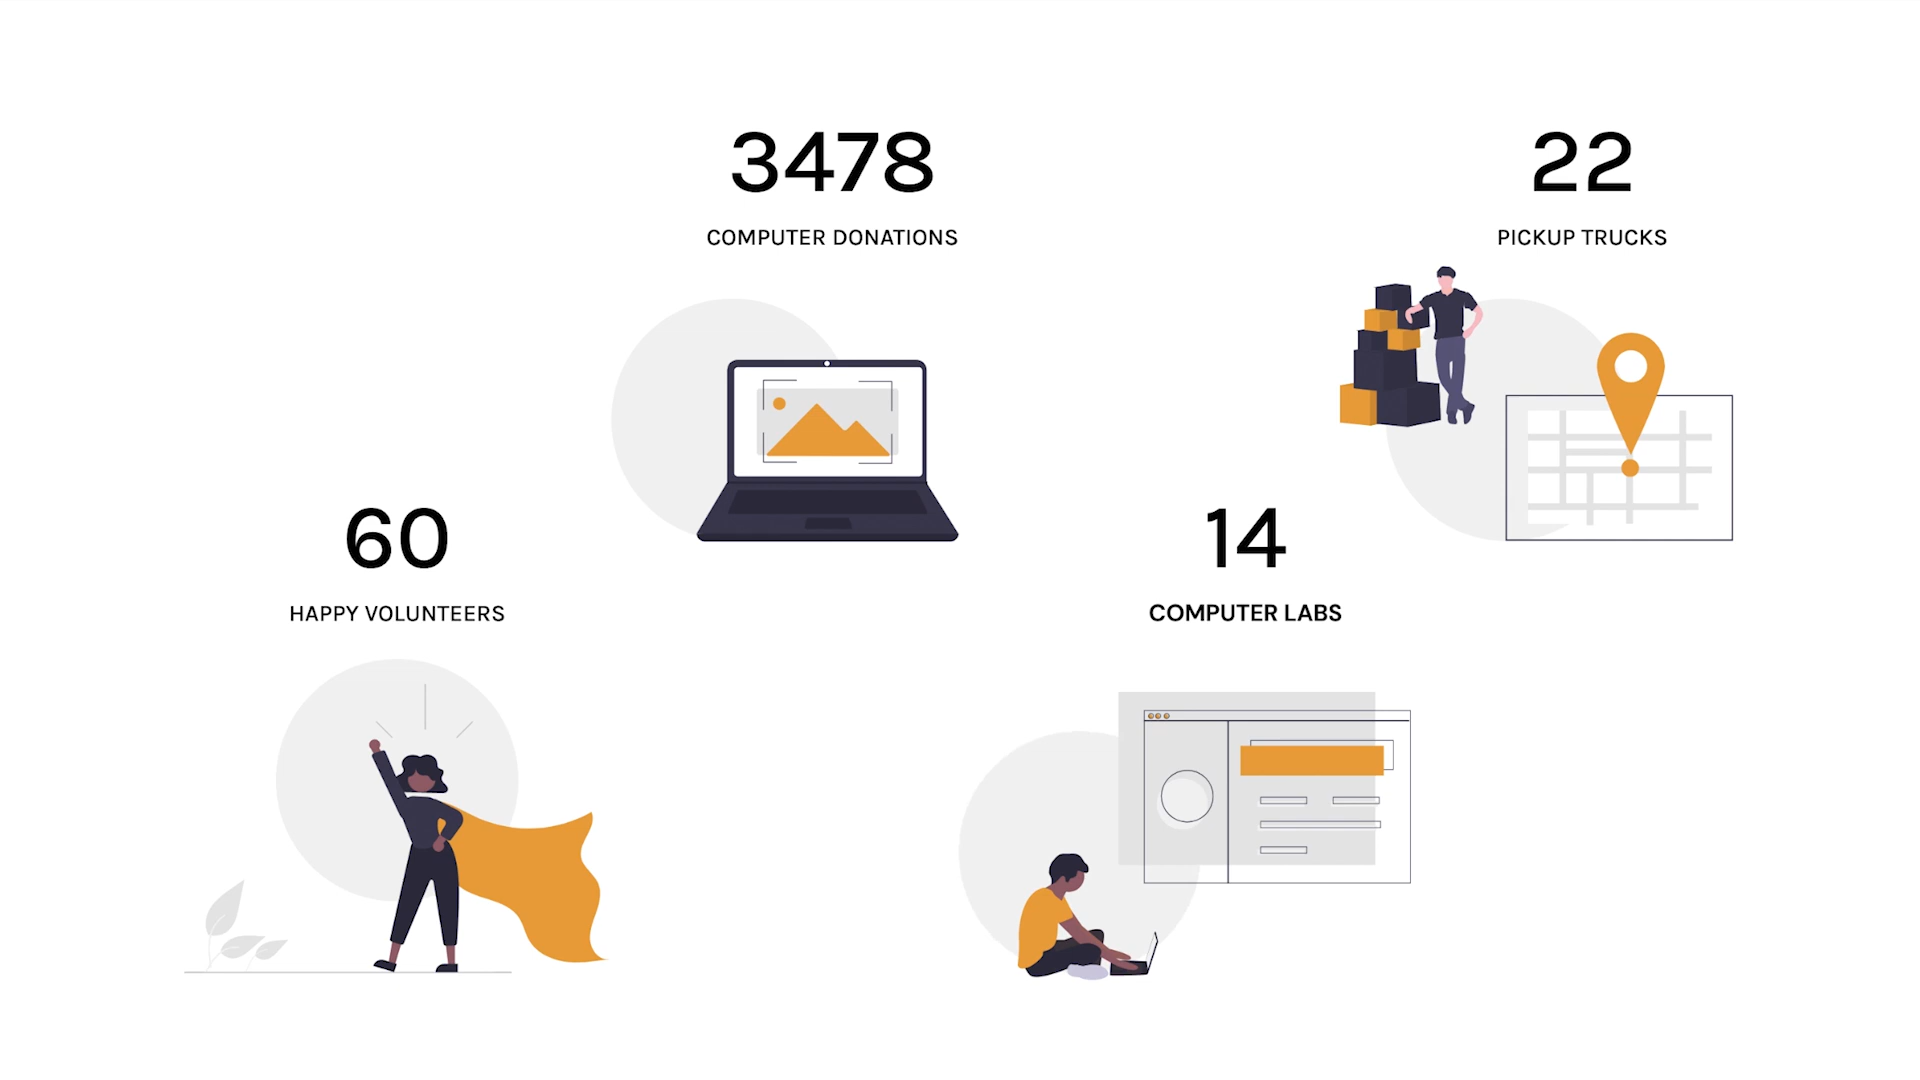 3478
COMPUTER DONATIONS
22
PICKUP TRUCKS
60
HAPPY VOLUNTEERS
14
COMPUTER LABS